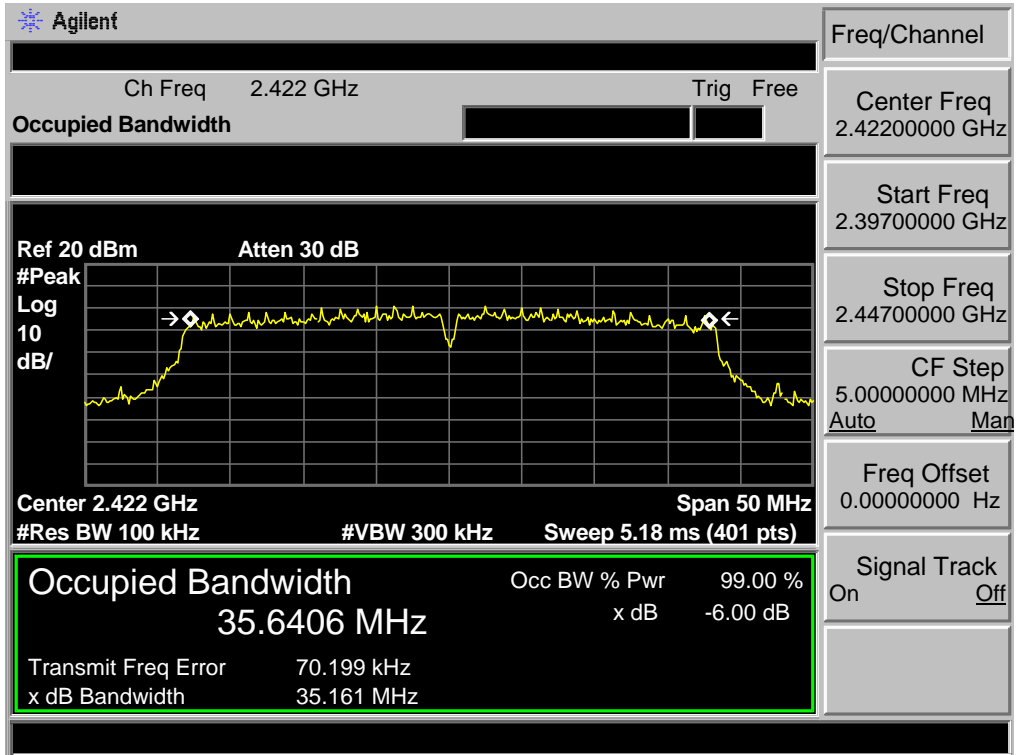 Agilent
Freq/Channel
Ch Freq 2.422 GHz Trig Free
Occupied Bandwidth
Center Freq
2.42200000 GHz
Start Freq
2.39700000 GHz
Stop Freq
2.44700000 GHz
CF Step
5.00000000 MHz
Auto Man
Freq Offset
0.00000000 Hz
Signal Track
On Off
Ref 20 dBm Atten 30 dB
#Peak
Log
10
dB/
Center 2.422 GHz Span 50 MHz
#Res BW 100 kHz #VBW 300 kHz Sweep 5.18 ms (401 pts)
Occupied Bandwidth Occ BW % Pwr 99.00 %
35.6406 MHz x dB -6.00 dB
Transmit Freq Error 70.199 kHz
x dB Bandwidth 35.161 MHz